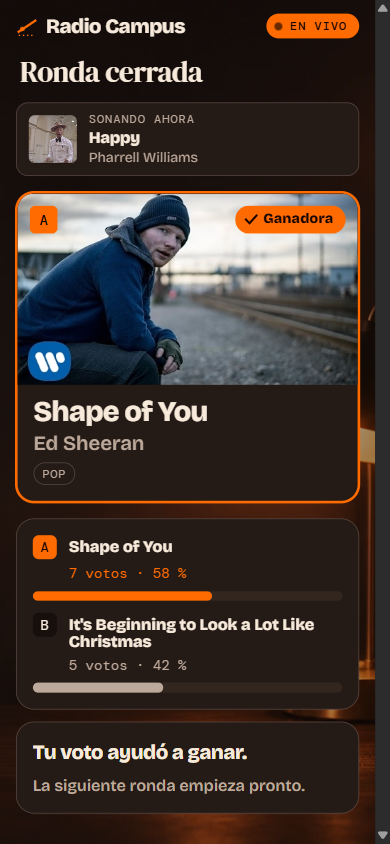 Radio Campus
EN VIVO
Ronda cerrada
SONANDO AHORA
Happy
Pharrell Williams
A
Ganadora
Shape of You
Ed Sheeran
POP
A
Shape of You
7 votos · 58 %
B
It's Beginning to Look a Lot Like
Christmas
5 votos · 42 %
Tu voto ayudó a ganar.
La siguiente ronda empieza pronto.